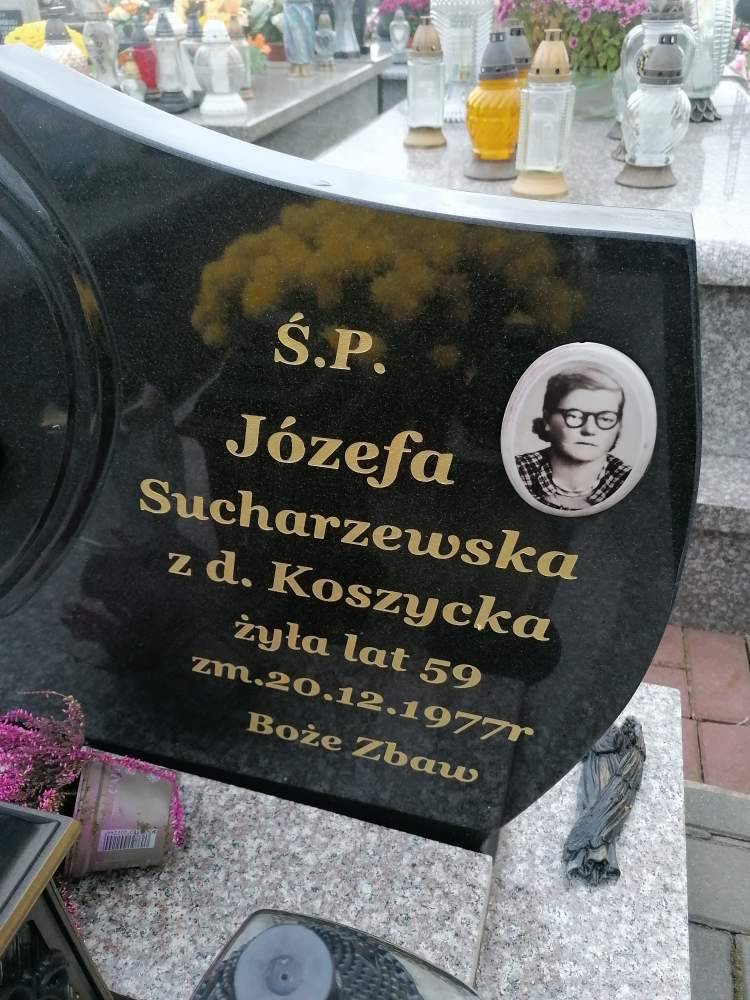 Ś.P.
Józefa
Sucharzewska
z d. Koszycka
żyła lat 59
zm.20.12.1977r
Boże Zbaw